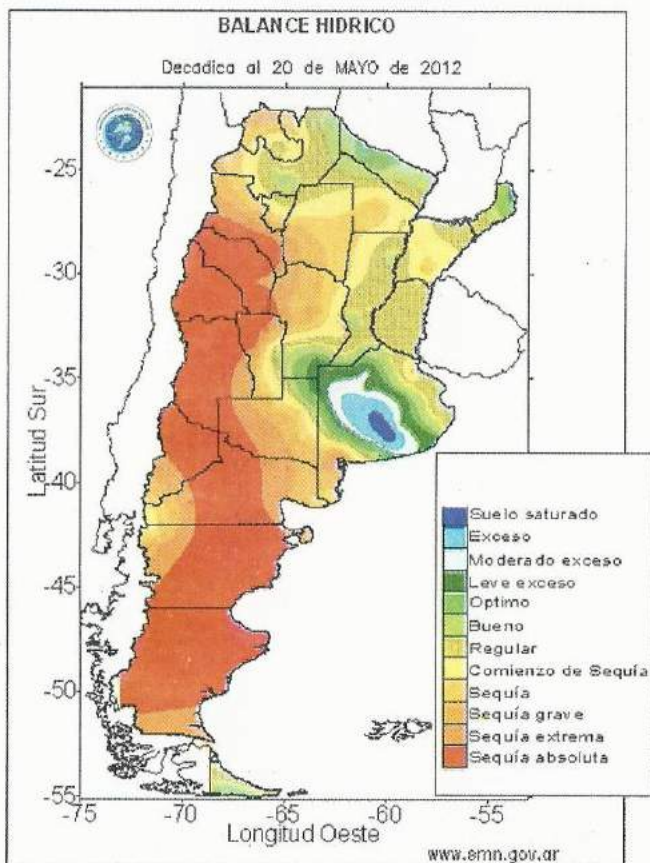 BALANCE HIDRICO
Decádica al 20 de MAYO de 2012
-25
-30
-35
-40
-45
-50
-55
Latitud Sur
Suelo saturado
Exceso
Moderado exceso
Leve exceso
Optimo
Bueno
Regular
Comienzo de Sequía
Sequía
Sequía grave
Sequía extrema
Sequía absoluta
-75 -70 -65 -60 -55
Longitud Oeste
www.smn.gov.ar